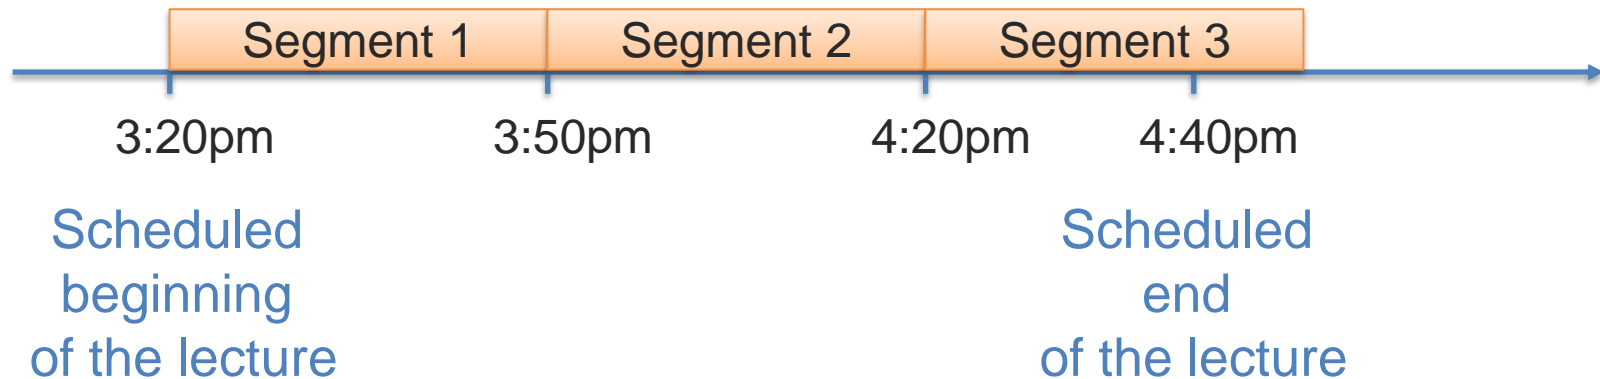 Segment 1 Segment 2 Segment 3
3:20pm 3:50pm 4:20pm 4:40pm
Scheduled
beginning
of the lecture
Scheduled
end
of the lecture